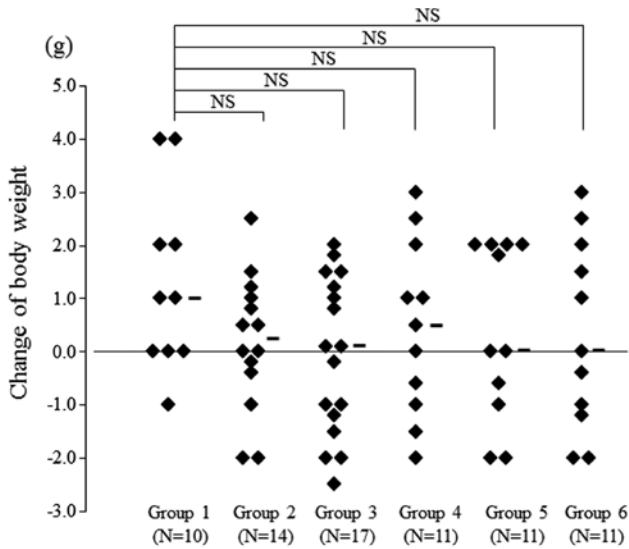 NS
(g)
NS
NS
NS
NS
5.0
4.0
3.0
2.0
1.0
0.0
-1.0
-2.0
-3.0
Change of body weight
Group 1 Group 2 Group 3 Group 4 Group 5 Group 6
(N=10) (N=14) (N=17) (N=11) (N=11) (N=11)